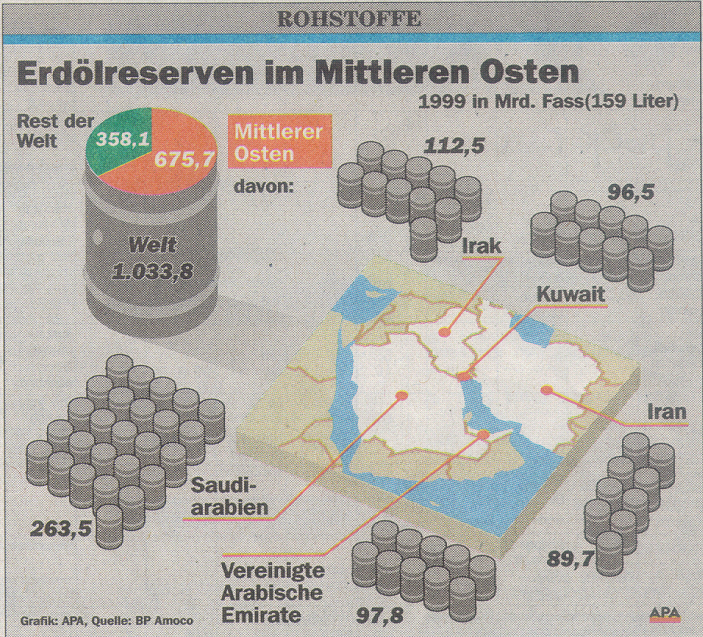 ROHSTOFFE
Erdölreserven im Mittleren Osten
1999 in Mrd. Fass(159 Liter)
Rest der
Welt
358,1
675,7
Mittlerer
Osten
davon:
Welt
1.033,8
112,5
Irak
96,5
Kuwait
Iran
89,7
Saudi-
arabien
263,5
Vereinigte
Arabische
Emirate
97,8
Grafik: APA, Quelle: BP Amoco
APA